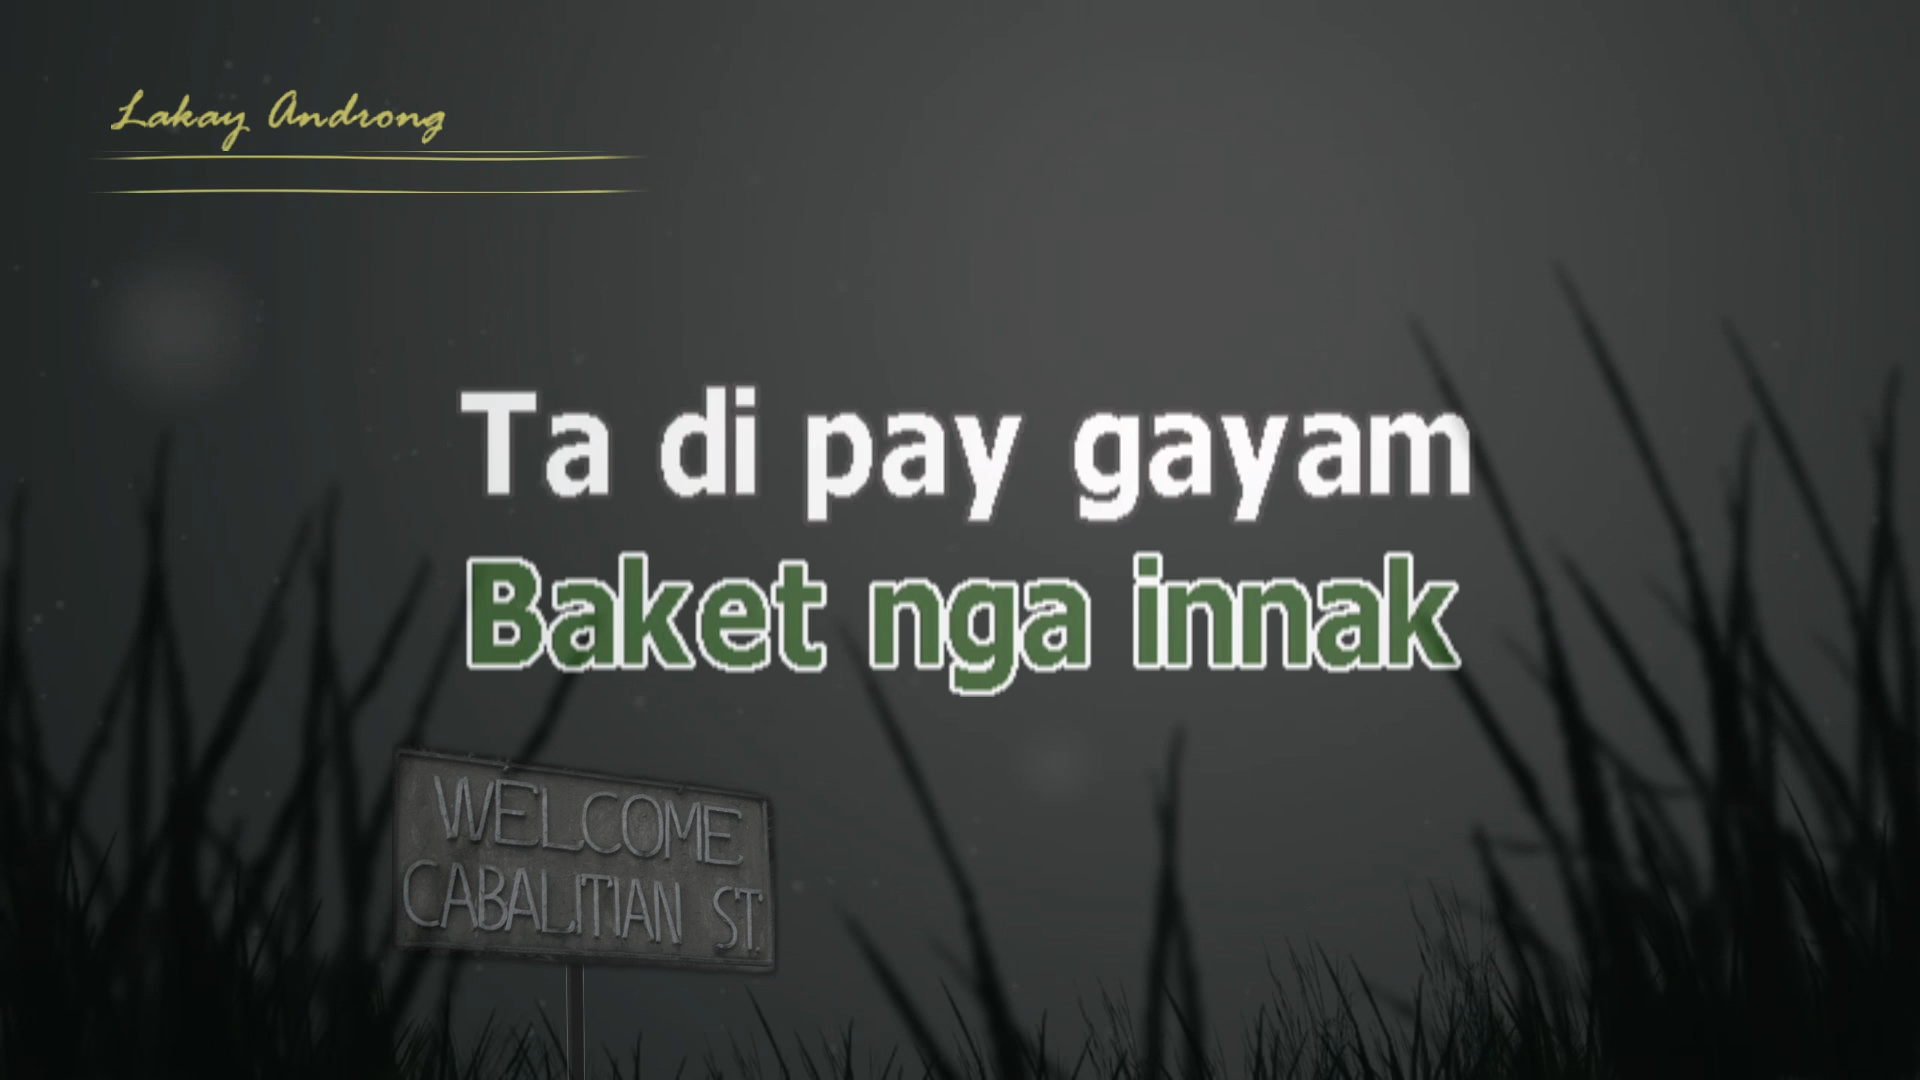 Lakay Androng
Ta di pay gayam
Baket nga innak
WELCOME
CABALITIAN ST.